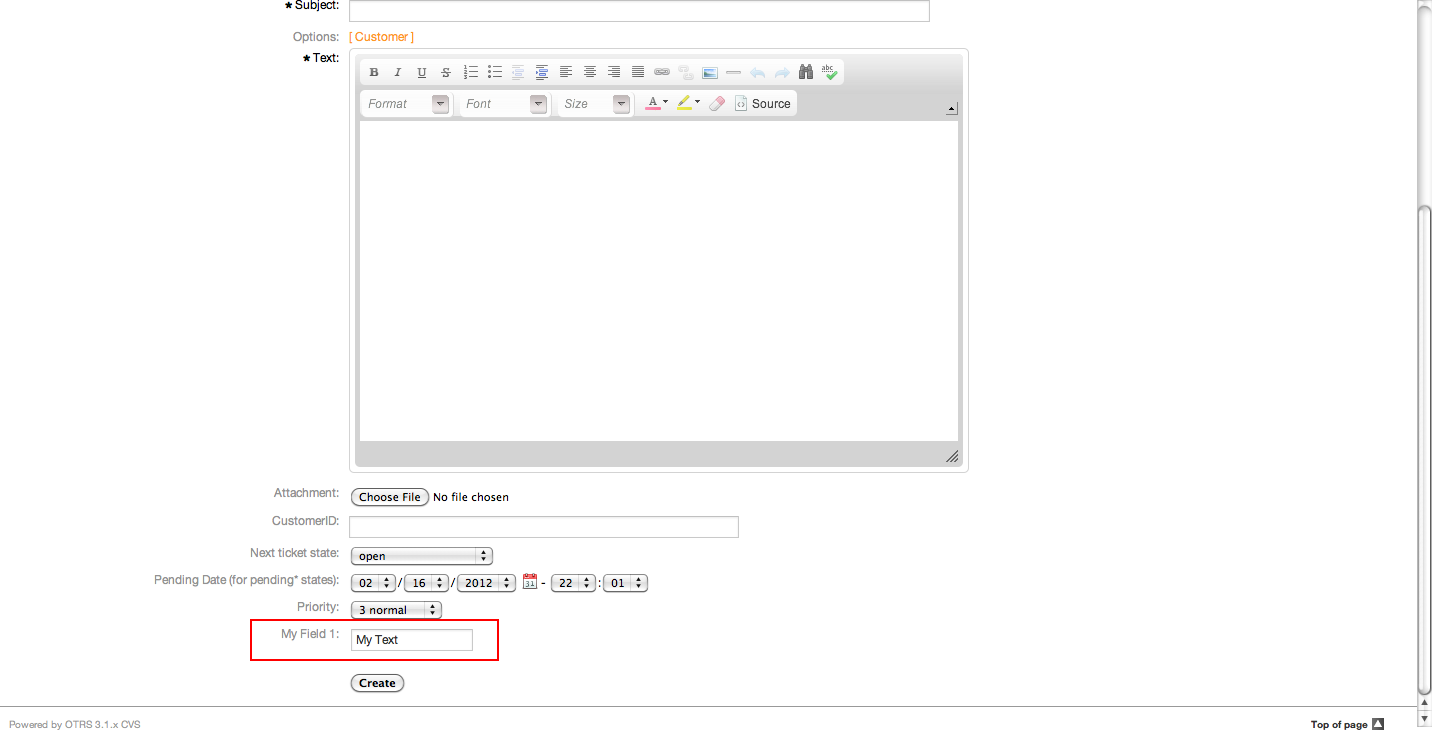 * Subject:
Options: [ Customer ]
* Text:
B I U S abc
Format Font Size A Source
Attachment: Choose File No file chosen
CustomerID:
Next ticket state: open
Pending Date (for pending* states): 02 / 16 / 2012 31 - 22 : 01
Priority: 3 normal
My Field 1: My Text
Create
Powered by OTRS 3.1.x CVS Top of page